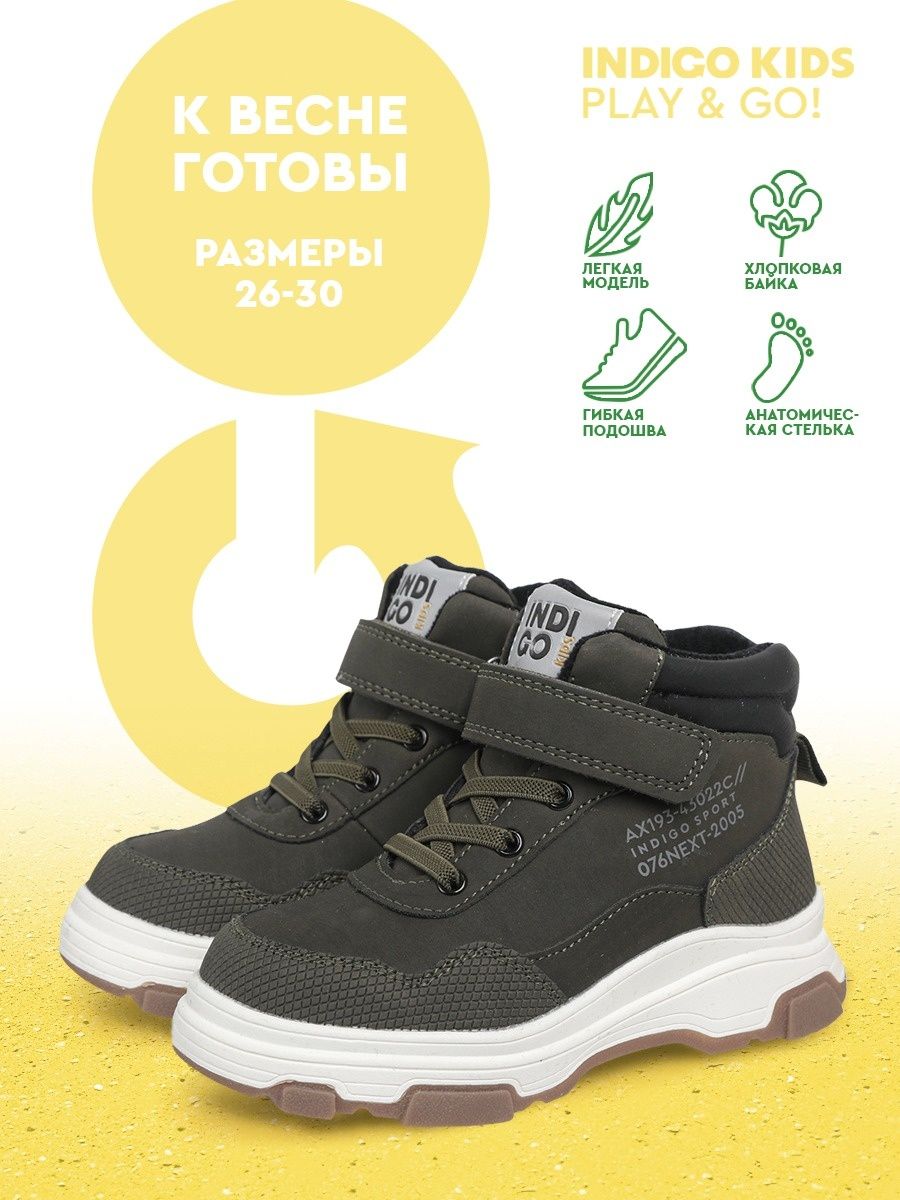 К ВЕСНЕ
ГОТОВЫ
РАЗМЕРЫ
26-30
INDIGO KIDS
PLAY & GO!
ЛЕГКАЯ
МОДЕЛЬ
ХЛОПКОВАЯ
БАЙКА
ГИБКАЯ
ПОДОШВА
АНАТОМИЧЕС-
КАЯ СТЕЛЬКА
INDI
GO
KIDS
INDI
GO
KIDS
AX193-45022C//
INDIGO SPORT
076NEXT-2005